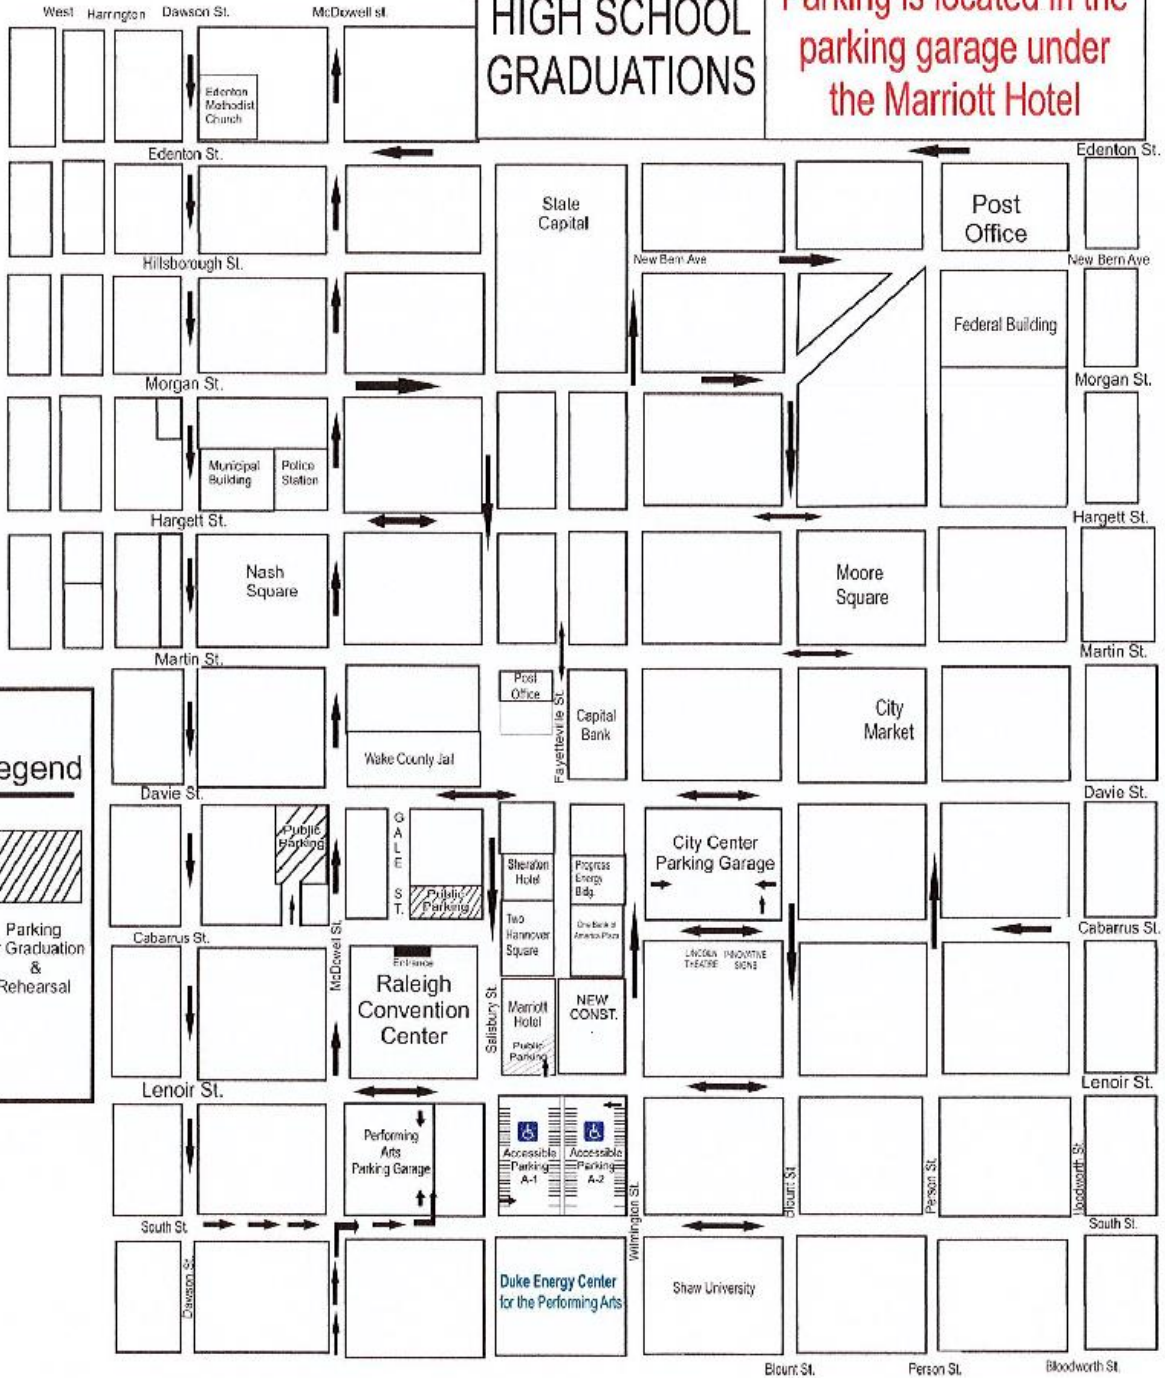 West Harrington Dawson St. McDowell st.
HIGH SCHOOL
GRADUATIONS
Parking is located in the
parking garage under
the Marriott Hotel
Edenton
Methodist
Church
Edenton St.
Edenton St.
State
Capital
Post
Office
Hillsborough St.
New Bern Ave
New Bern Ave
Federal Building
Morgan St.
Morgan St.
Municipal
Building
Police
Station
Hargett St.
Hargett St.
Nash
Square
Moore
Square
Martin St.
Martin St.
Post
Office
Fayetteville St.
Capital
Bank
City
Market
Wake County Jail
egend
Davie St.
Davie St.
Public
Parking
GALE ST.
Public
Parking
Sheraton
Hotel
Progress
Energy
Bldg.
City Center
Parking Garage
Parking
r Graduation
&
Rehearsal
Two
Hannover
Square
One Bank of
America Plaza
Cabarrus St.
Cabarrus St.
McDowel St.
Entrance
Raleigh
Convention
Center
Salisbury St.
LINCOLN
THEATRE
INNOVATIVE
SIGNS
Marriott
Hotel
Public
Parking
NEW
CONST.
.
Lenoir St.
Lenoir St.
Performing
Arts
Parking Garage
Accessible
Parking
A-1
Accessible
Parking
A-2
Wilmington St.
Blount St.
Person St.
Woodworth St.
South St.
South St.
Dawson St.
Duke Energy Center
for the Performing Arts
Shaw University
Blount St. Person St. Bloodworth St.